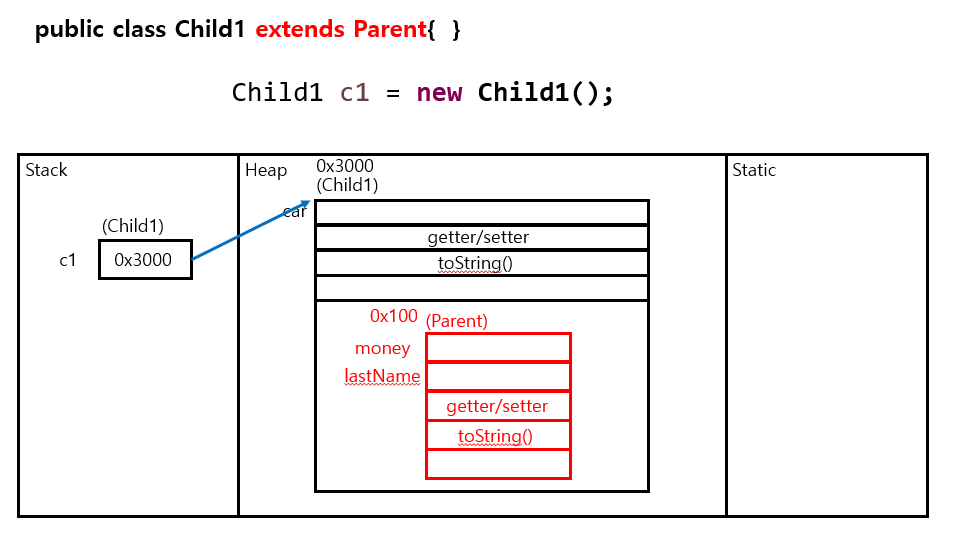 public class Child1 extends Parent{ }
Child1 c1 = new Child1();
Stack
Heap
0x3000
(Child1)
Static
car
(Child1)
getter/setter
c1
0x3000
toString()
0x100
(Parent)
money
lastName
getter/setter
toString()